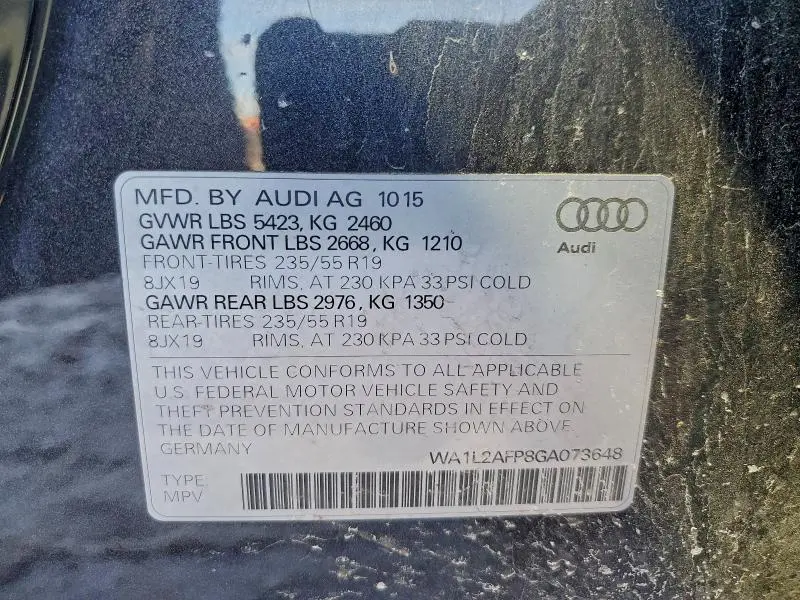 MFD. BY AUDI AG 10 15
GVWR LBS 5423, KG 2460
GAWR FRONT LBS 2668, KG 1210
FRONT-TIRES 235/55 R19
8JX19 RIMS, AT 230 KPA 33 PSI COLD
GAWR REAR LBS 2976, KG 1350
REAR-TIRES 235/55 R19
8JX19 RIMS, AT 230 KPA 33 PSI COLD
Audi
THIS VEHICLE CONFORMS TO ALL APPLICABLE
U.S. FEDERAL MOTOR VEHICLE SAFETY AND
THEFT PREVENTION STANDARDS IN EFFECT ON
THE DATE OF MANUFACTURE SHOWN ABOVE
GERMANY
WA1L2AFP8GA073648
TYPE:
MPV